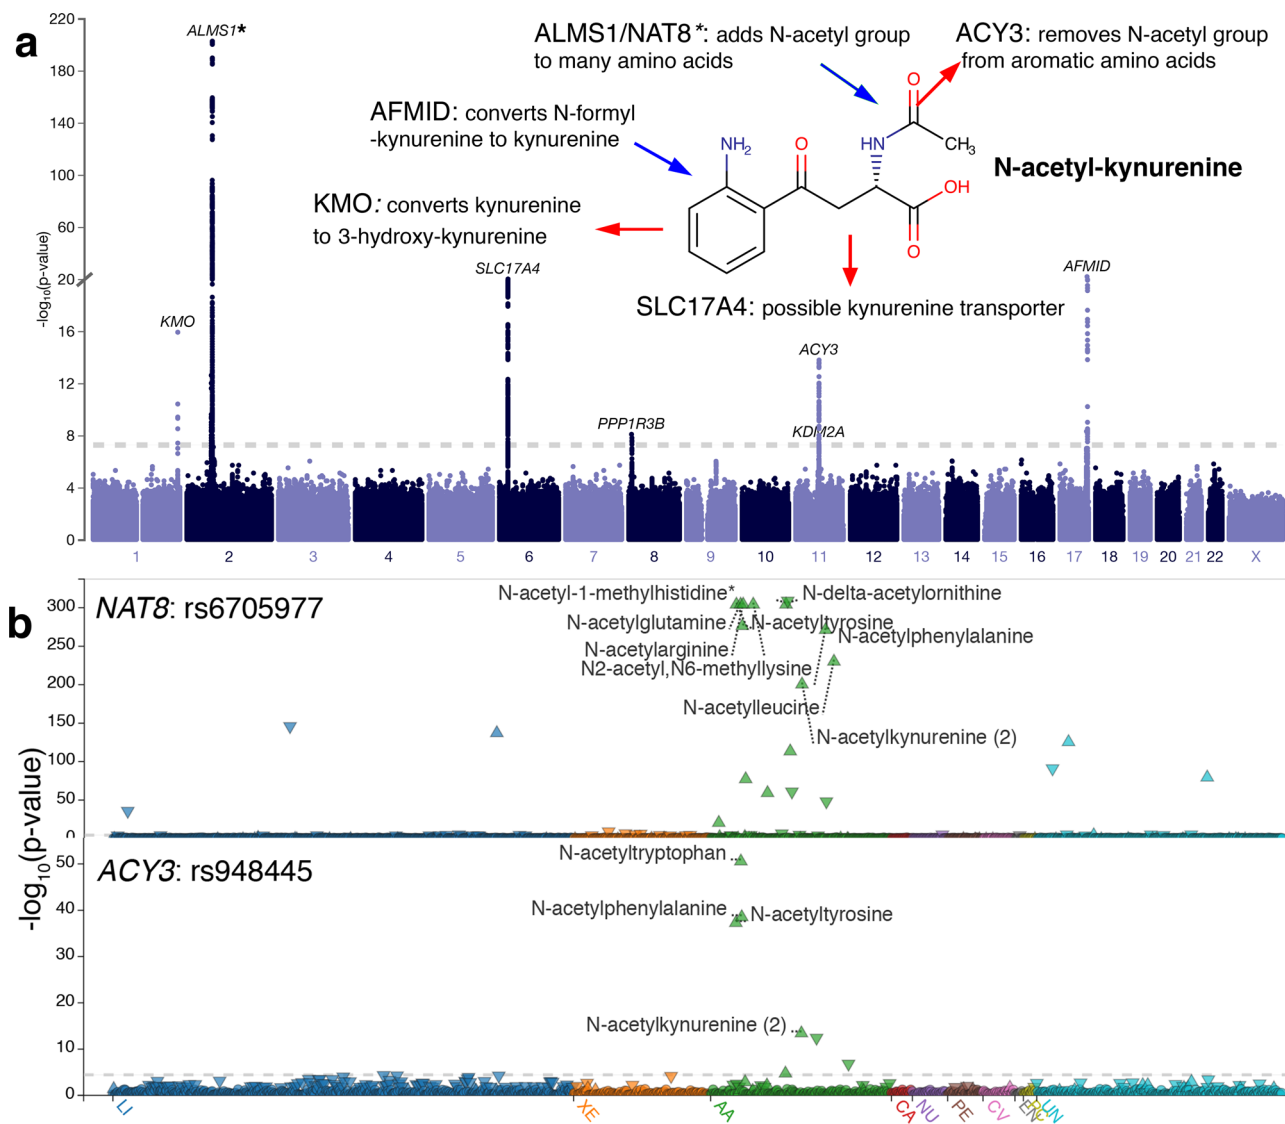 a
220
180
140
100
60
20
16
12
8
4
0
-log10(p-value)
ALMS1*
KMO
SLC17A4
PPP1R3B
ACY3
KDM2A
AFMID
ALMS1/NAT8*: adds N-acetyl group
to many amino acids
ACY3: removes N-acetyl group
from aromatic amino acids
AFMID: converts N-formyl
-kynurenine to kynurenine
KMO: converts kynurenine
to 3-hydroxy-kynurenine
SLC17A4: possible kynurenine transporter
N-acetyl-kynurenine
NH2
O
HN
O
CH3
OH
O
1 2 3 4 5 6 7 8 9 10 11 12 13 14 15 16 17 18 19 20 21 22 X
b
NAT8: rs6705977
300
250
200
150
100
50
0
-log10(p-value)
N-acetyl-1-methylhistidine*
N-delta-acetylornithine
N-acetylglutamine
N-acetyltyrosine
N-acetylphenylalanine
N-acetylarginine
N2-acetyl,N6-methyllysine
N-acetylleucine
N-acetylkynurenine (2)
ACY3: rs948445
50
40
30
20
10
0
N-acetyltryptophan
N-acetylphenylalanine
N-acetyltyrosine
N-acetylkynurenine (2)
LI XE AA CA NU PE CV EN UN